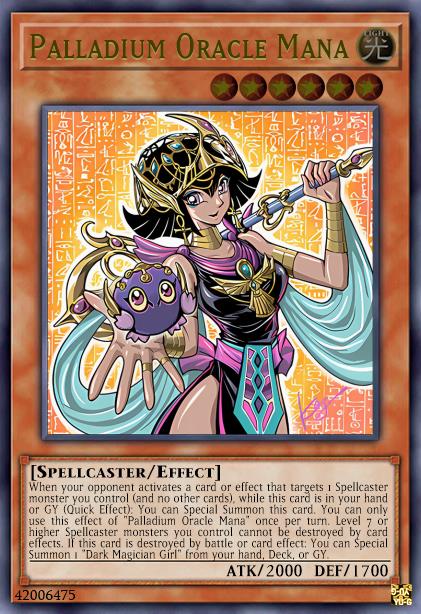 PALLADIUM ORACLE MANA
LIGHT
光
[SPELLCASTER/EFFECT]
When your opponent activates a card or effect that targets 1 Spellcaster
monster you control (and no other cards), while this card is in your hand
or GY (Quick Effect): You can Special Summon this card. You can only
use this effect of "Palladium Oracle Mana" once per turn. Level 7 or
higher Spellcaster monsters you control cannot be destroyed by card
effects. If this card is destroyed by battle or card effect: You can Special
Summon 1 "Dark Magician Girl" from your hand, Deck, or GY.
ATK/2000 DEF/1700
42006475